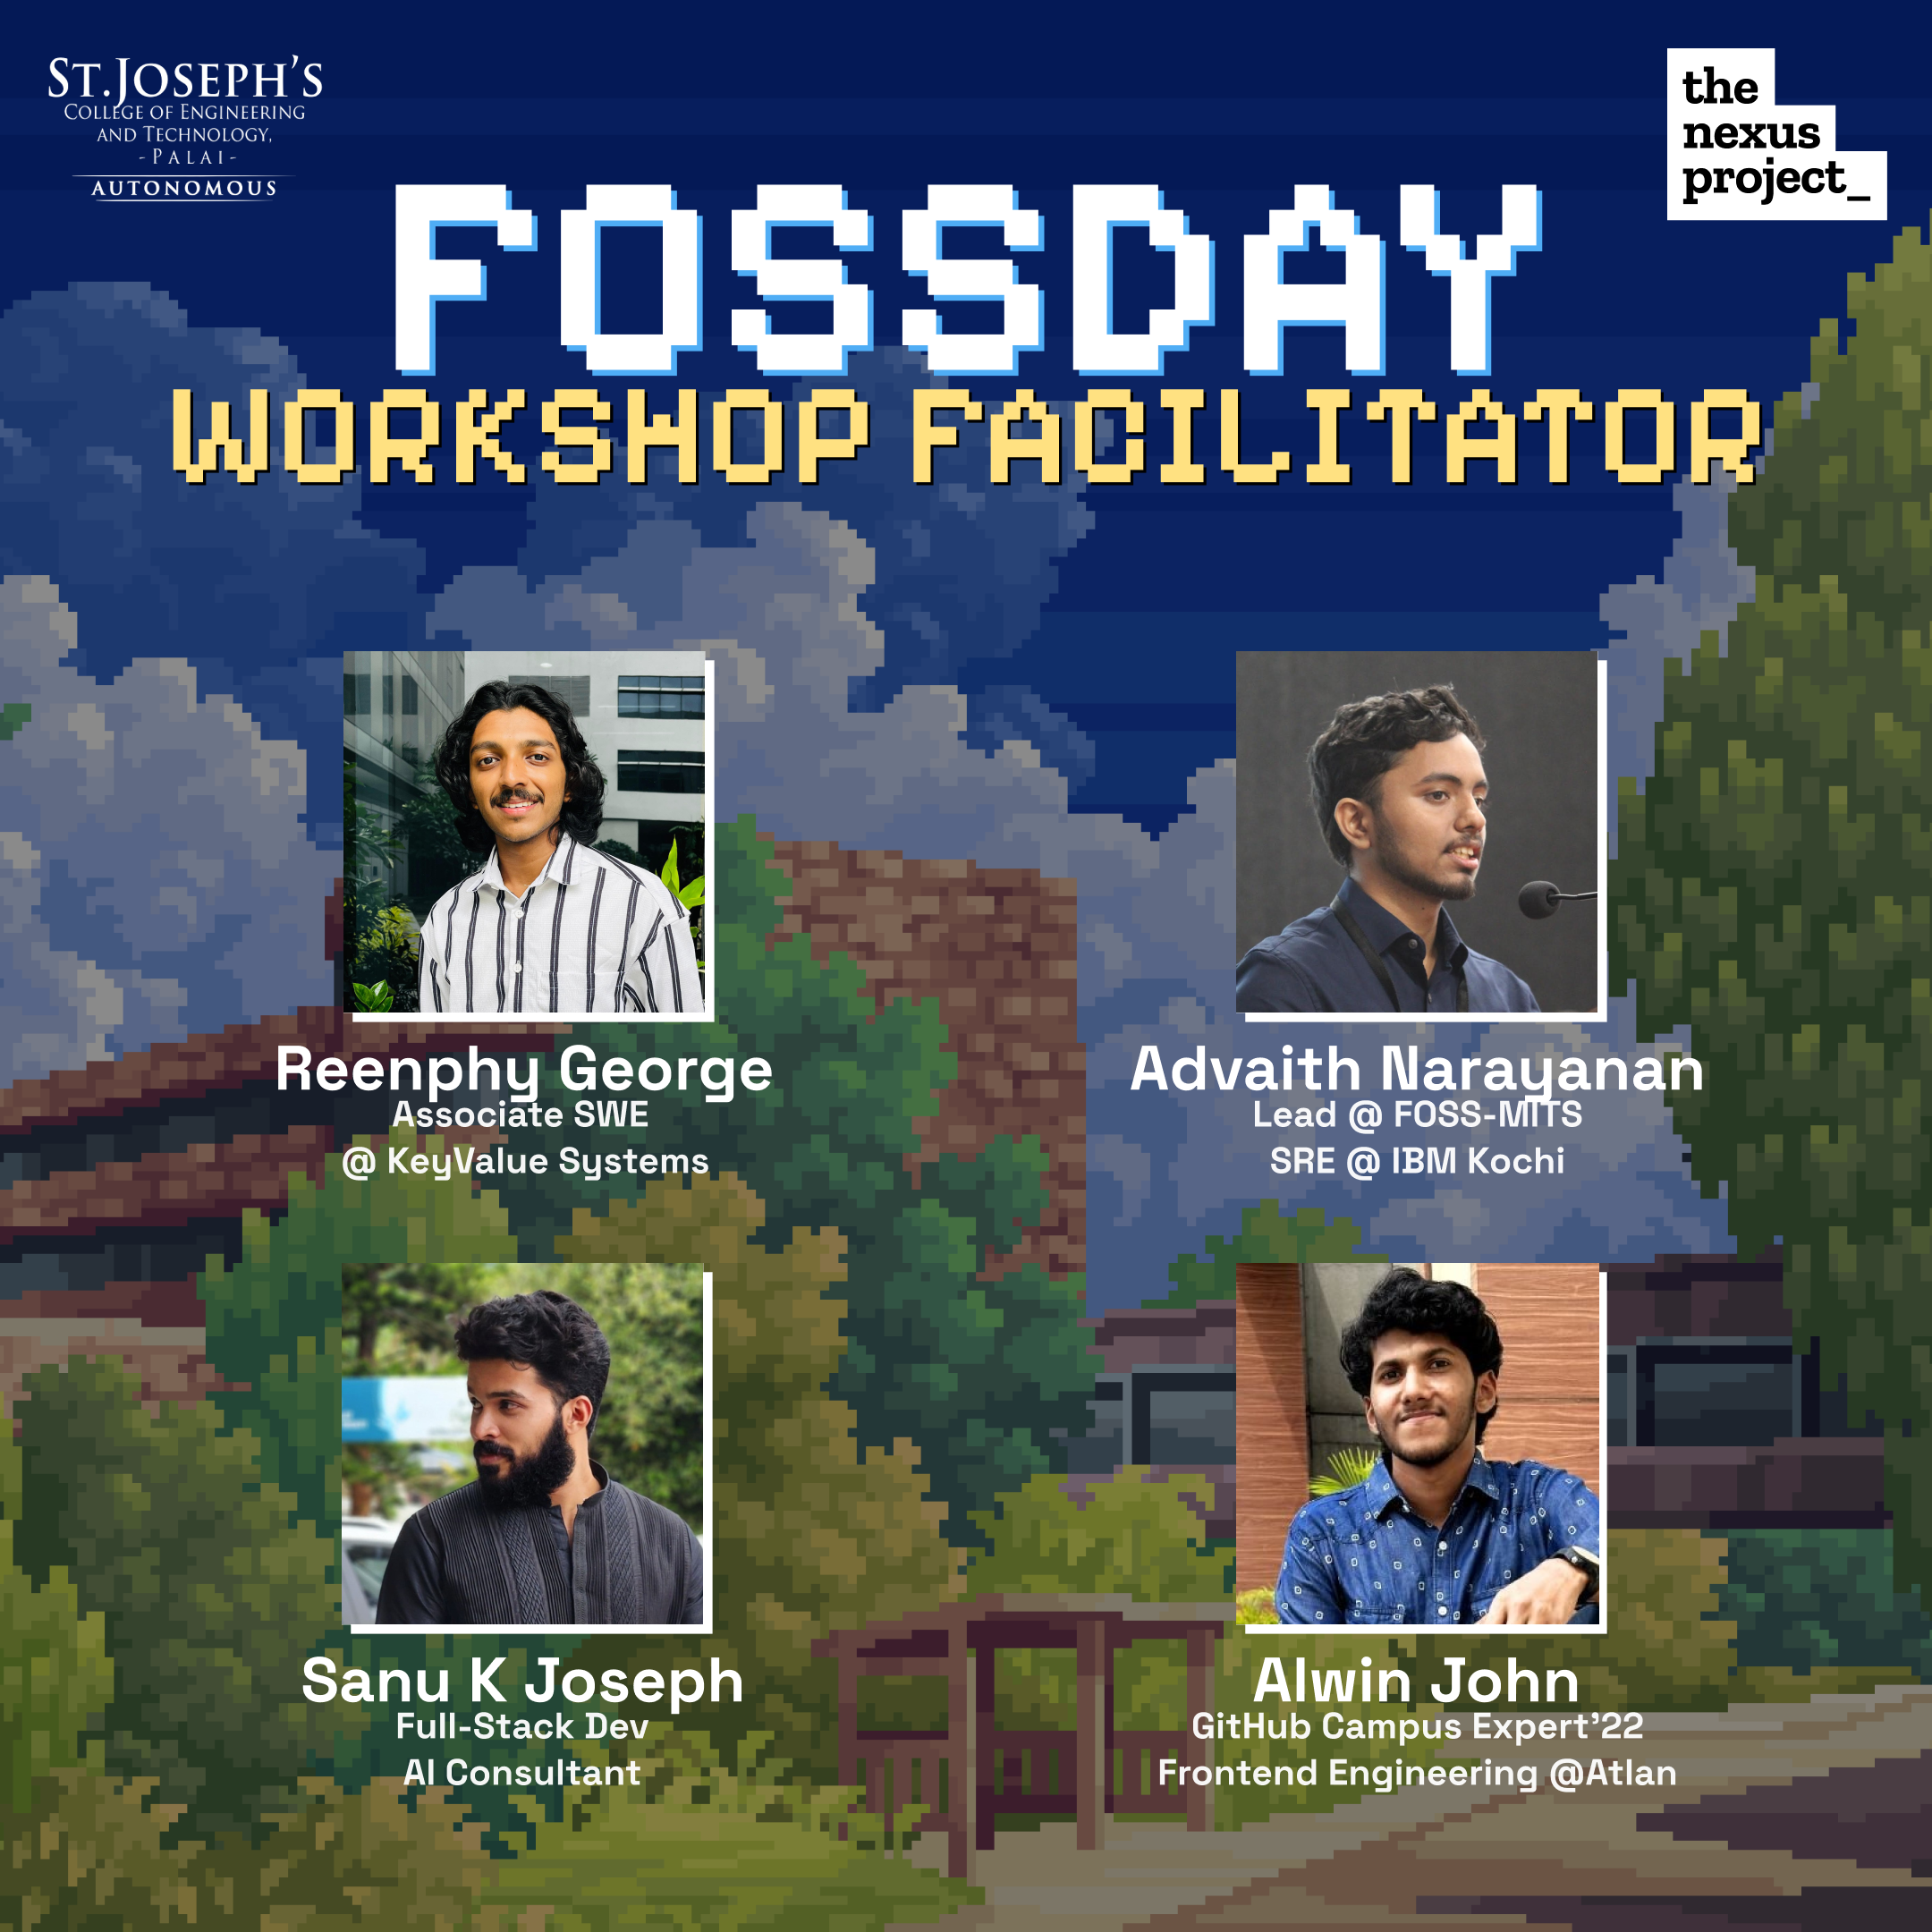 ST.JOSEPH'S
COLLEGE OF ENGINEERING
AND TECHNOLOGY,
- PALAI -
AUTONOMOUS
the
nexus
project_
FOSSDAY
WORKSHOP FACILITATOR
Reenphy George
Associate SWE
@ KeyValue Systems
Advaith Narayanan
Lead @ FOSS-MITS
SRE @ IBM Kochi
Sanu K Joseph
Full-Stack Dev
AI Consultant
Alwin John
GitHub Campus Expert'22
Frontend Engineering @Atlan